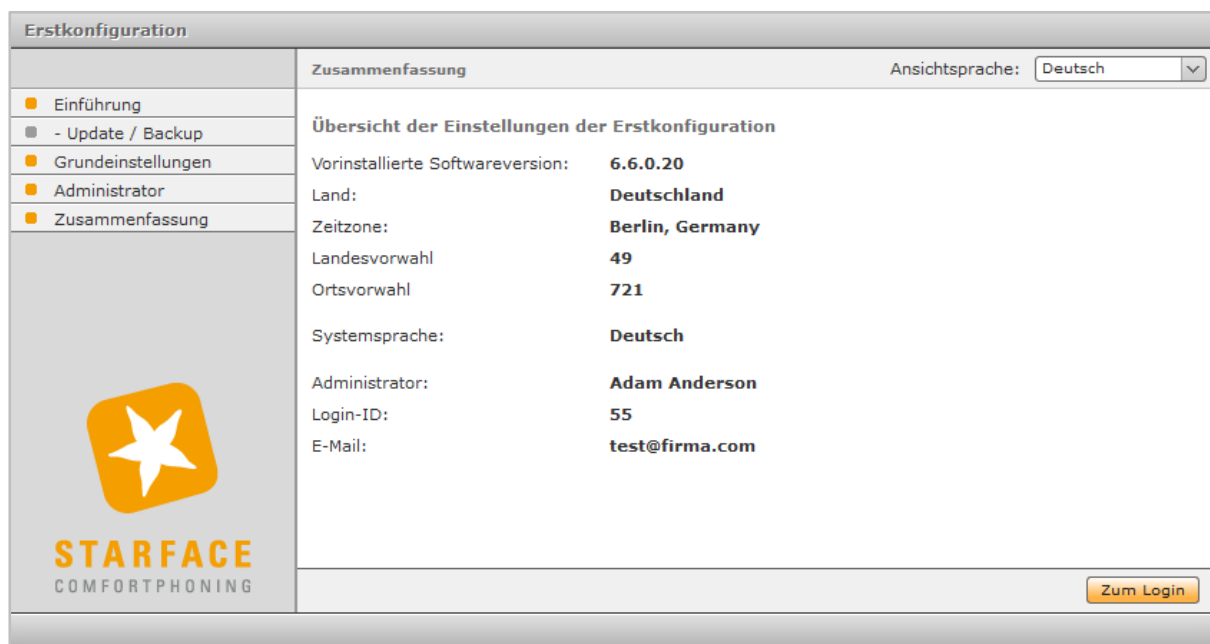 Erstkonfiguration
Zusammenfassung
Ansichtsprache: Deutsch
Einführung
- Update / Backup
Grundeinstellungen
Administrator
Zusammenfassung
Übersicht der Einstellungen der Erstkonfiguration
Vorinstallierte Softwareversion: 6.6.0.20
Land: Deutschland
Zeitzone: Berlin, Germany
Landesvorwahl 49
Ortsvorwahl 721
Systemsprache: Deutsch
Administrator: Adam Anderson
Login-ID: 55
E-Mail: test@firma.com
STARFACE
COMFORTPHONING
Zum Login